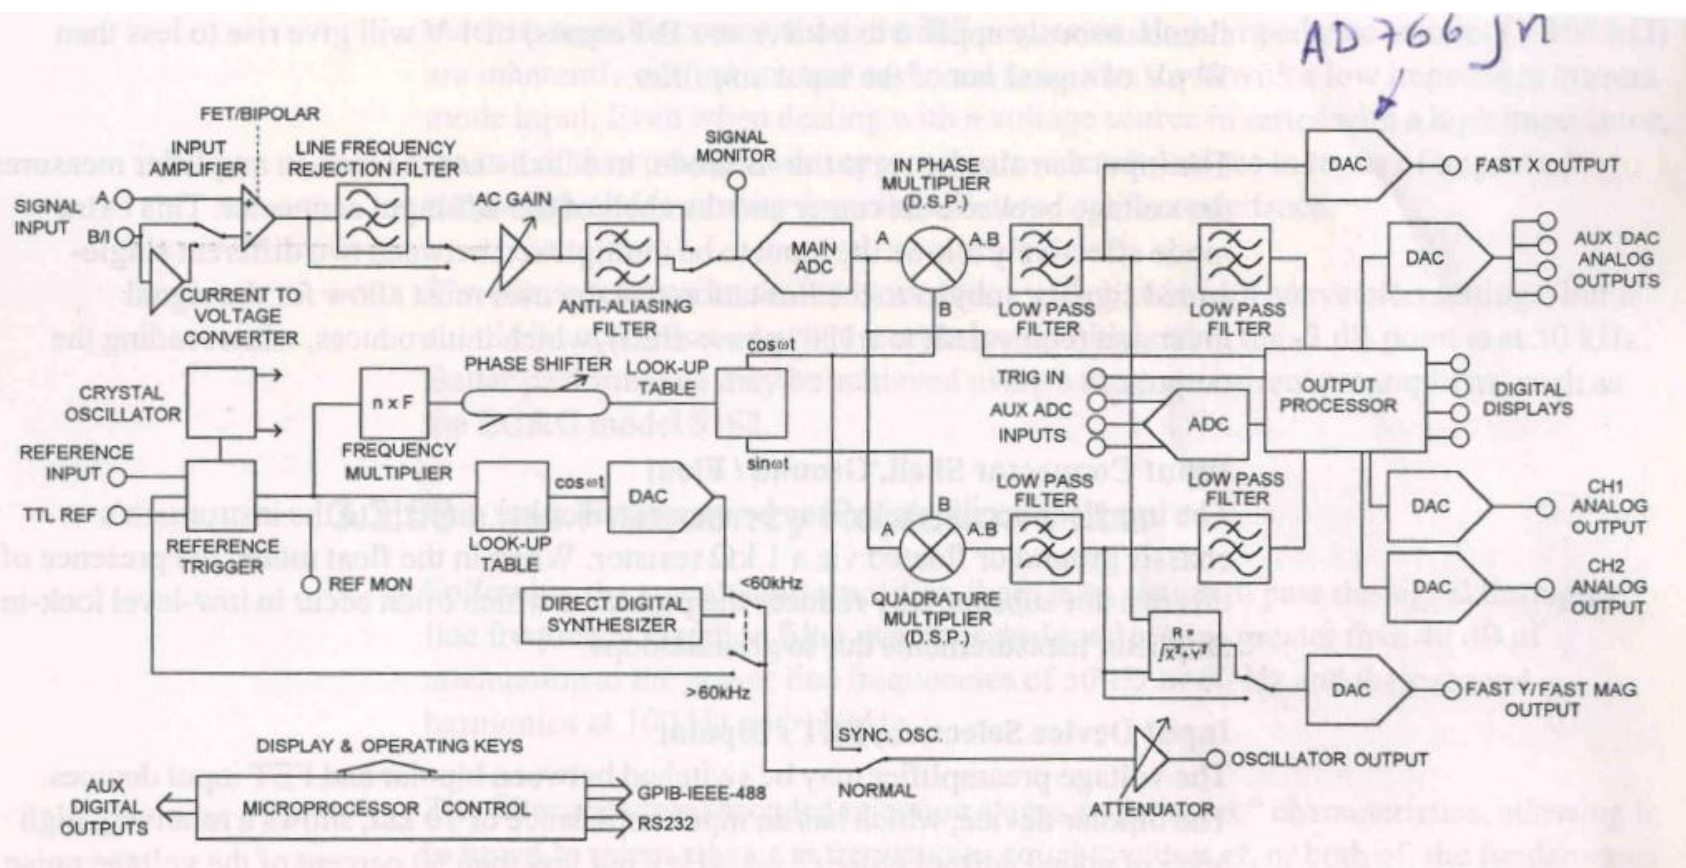 AD766jn
FET/BIPOLAR
INPUT
AMPLIFIER
LINE FREQUENCY
REJECTION FILTER
SIGNAL
MONITOR
IN PHASE
MULTIPLIER
(D.S.P.)
DAC
FAST X OUTPUT
A
SIGNAL
INPUT
B/I
AC GAIN
MAIN
ADC
A
A.B
B
DAC
AUX DAC
ANALOG
OUTPUTS
CURRENT TO
VOLTAGE
CONVERTER
ANTI-ALIASING
FILTER
LOW PASS
FILTER
LOW PASS
FILTER
cosωt
CRYSTAL
OSCILLATOR
n x F
PHASE SHIFTER
LOOK-UP
TABLE
TRIG IN
AUX ADC
INPUTS
ADC
OUTPUT
PROCESSOR
DIGITAL
DISPLAYS
REFERENCE
INPUT
FREQUENCY
MULTIPLIER
sinωt
TTL REF
REFERENCE
TRIGGER
LOOK-UP
TABLE
cosωt
DAC
B
A
A.B
LOW PASS
FILTER
LOW PASS
FILTER
DAC
CH1
ANALOG
OUTPUT
REF MON
DIRECT DIGITAL
SYNTHESIZER
<60kHz
>60kHz
QUADRATURE
MULTIPLIER
(D.S.P.)
DAC
CH2
ANALOG
OUTPUT
R =
√X²+Y²
DAC
FAST Y/FAST MAG
OUTPUT
SYNC. OSC.
NORMAL
ATTENUATOR
OSCILLATOR OUTPUT
DISPLAY & OPERATING KEYS
AUX
DIGITAL
OUTPUTS
MICROPROCESSOR CONTROL
GPIB-IEEE-488
RS232